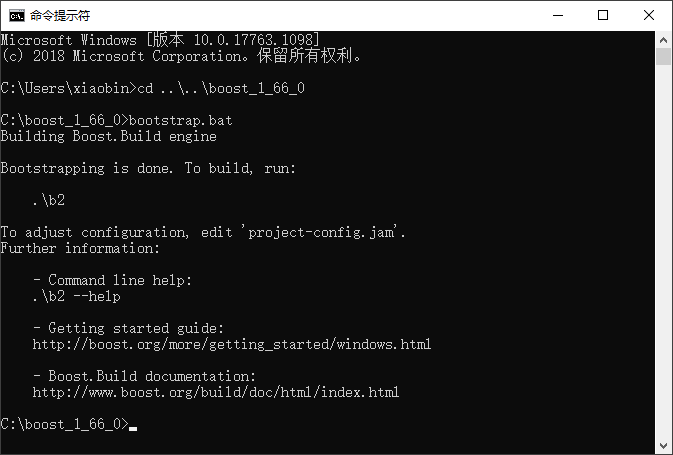 命令提示符
Microsoft Windows [版本 10.0.17763.1098]
(c) 2018 Microsoft Corporation。保留所有权利。
C:\Users\xiaobin>cd ..\..\boost_1_66_0
C:\boost_1_66_0>bootstrap.bat
Building Boost.Build engine
Bootstrapping is done. To build, run:
.\b2
To adjust configuration, edit 'project-config.jam'.
Further information:
- Command line help:
.\b2 --help
- Getting started guide:
http://boost.org/more/getting_started/windows.html
- Boost.Build documentation:
http://www.boost.org/build/doc/html/index.html
C:\boost_1_66_0>